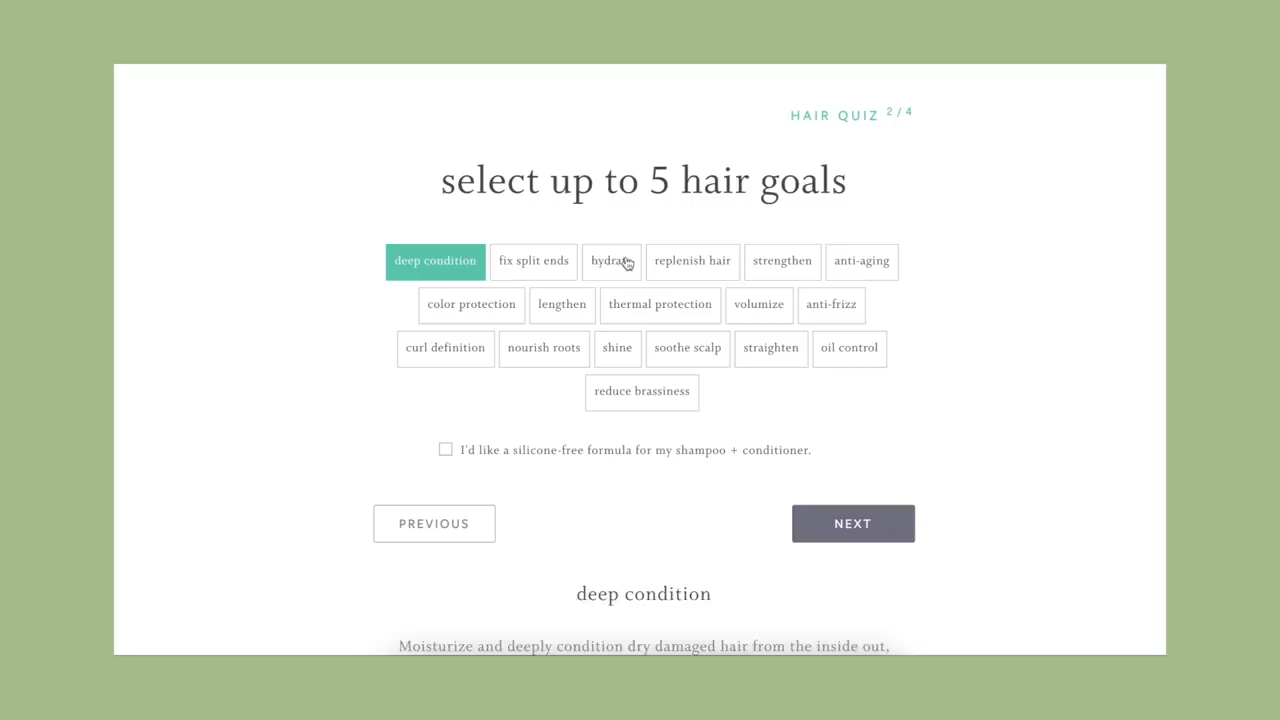 HAIR QUIZ 2/4
select up to 5 hair goals
deep condition fix split ends hydrate replenish hair strengthen anti-aging
color protection lengthen thermal protection volumize anti-frizz
curl definition nourish roots shine soothe scalp straighten oil control
reduce brassiness
I'd like a silicone-free formula for my shampoo + conditioner.
PREVIOUS NEXT
deep condition
Moisturize and deeply condition dry damaged hair from the inside out,